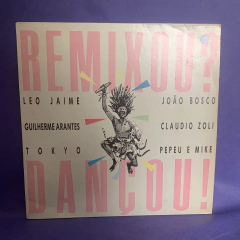 REMIXOU?
LEO JAIME JOÃO BOSCO
GUILHERME ARANTES CLAUDIO ZOLI
TOKYO PEPEU E MIKE
DANÇOU!